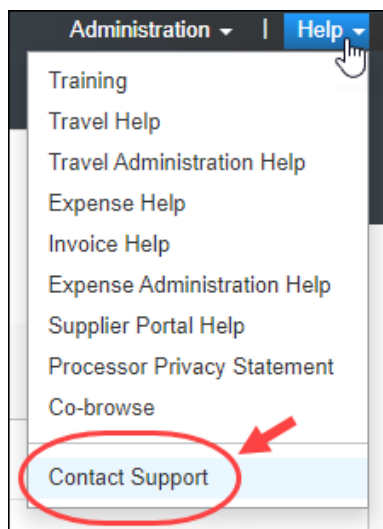 Administration | Help
Training
Travel Help
Travel Administration Help
Expense Help
Invoice Help
Expense Administration Help
Supplier Portal Help
Processor Privacy Statement
Co-browse
Contact Support